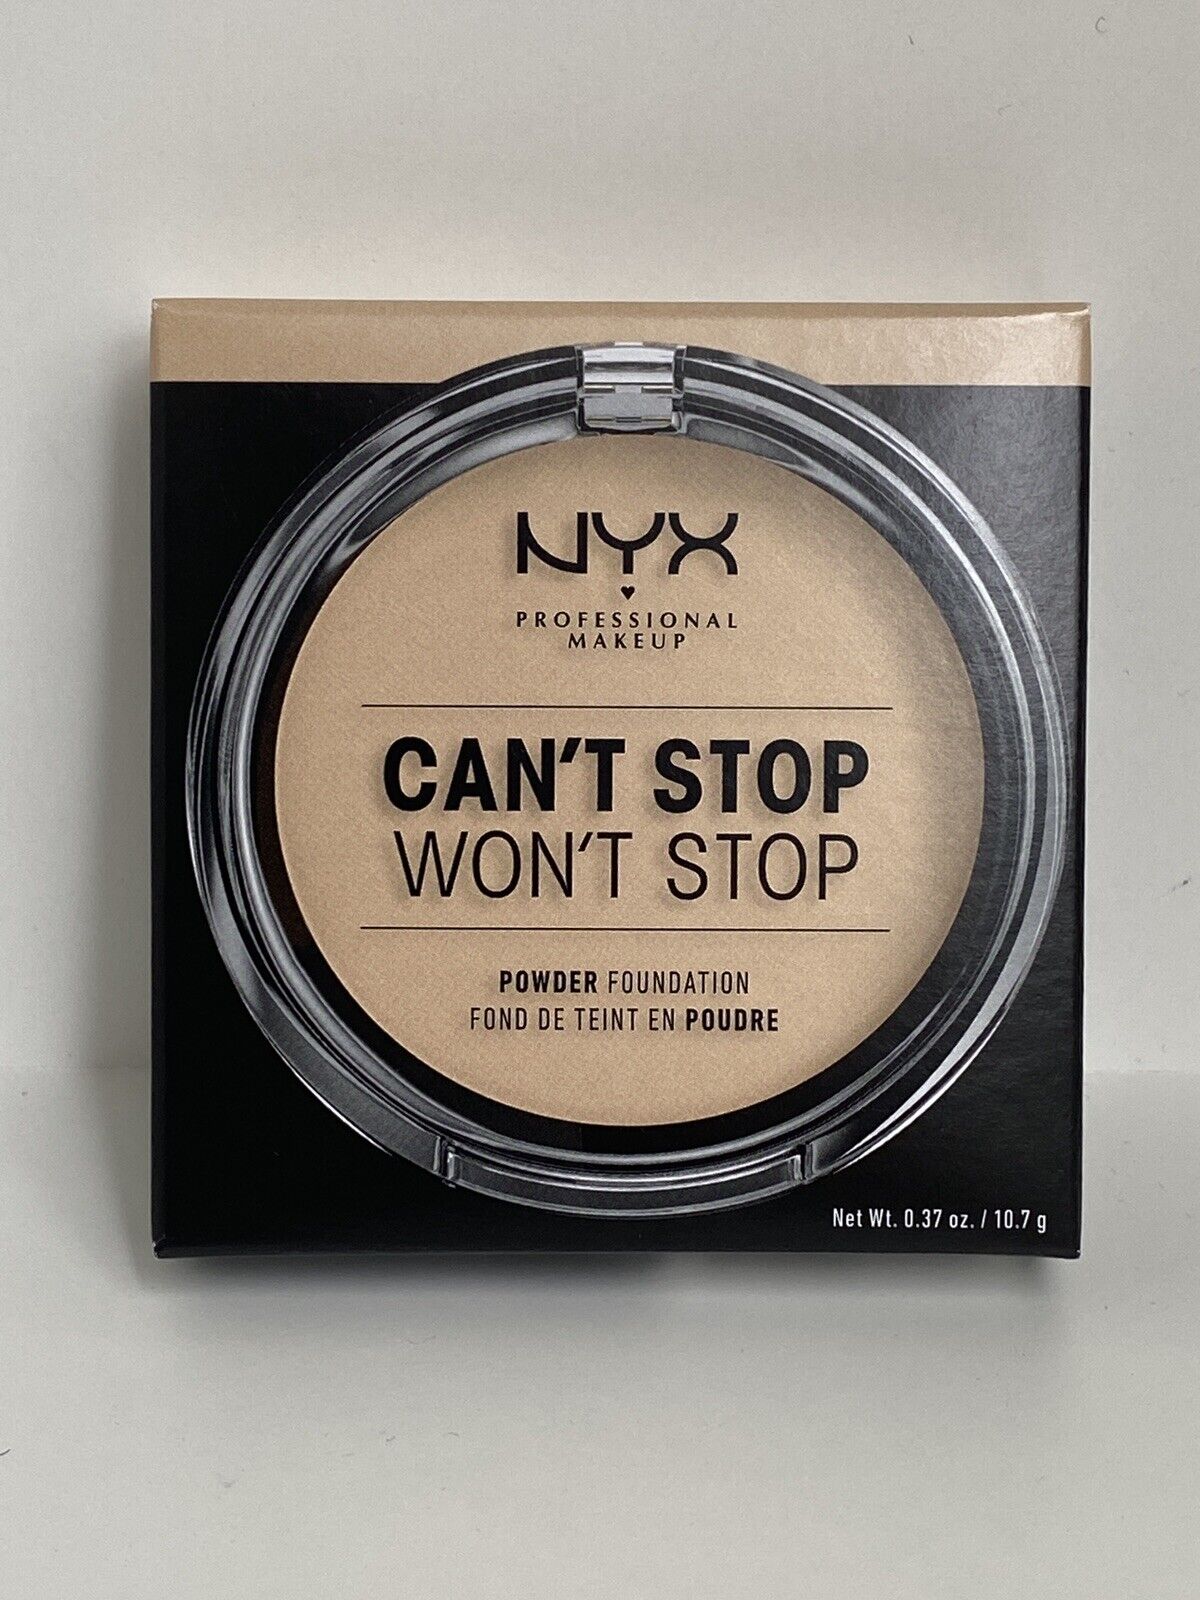 NYX
PROFESSIONAL
MAKEUP
CAN'T STOP
WON'T STOP
POWDER FOUNDATION
FOND DE TEINT EN POUDRE
Net Wt. 0.37 oz. / 10.7 g